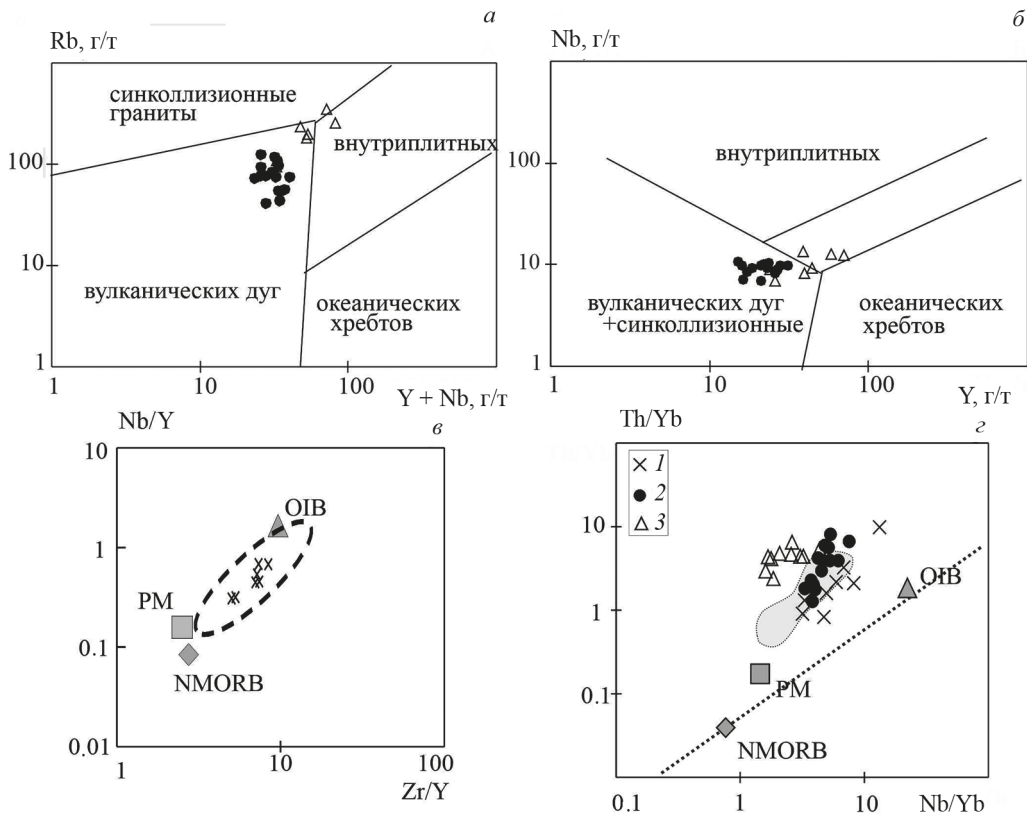 а
Rb, г/т
синколлизионные
граниты
внутриплитных
100
10
вулканических дуг
океанических
хребтов
1
1
10
100
Y + Nb, г/т
б
Nb, г/т
100
внутриплитных
10
вулканических дуг
+синколлизионные
океанических
хребтов
1
10
100
1
Y, г/т
Nb/Y
в
10
OIB
1
PM
0.1
NMORB
0.01
1
10
100
Zr/Y
Th/Yb
г
1
2
3
10
OIB
1
PM
0.1
NMORB
0.1
1
10
Nb/Yb